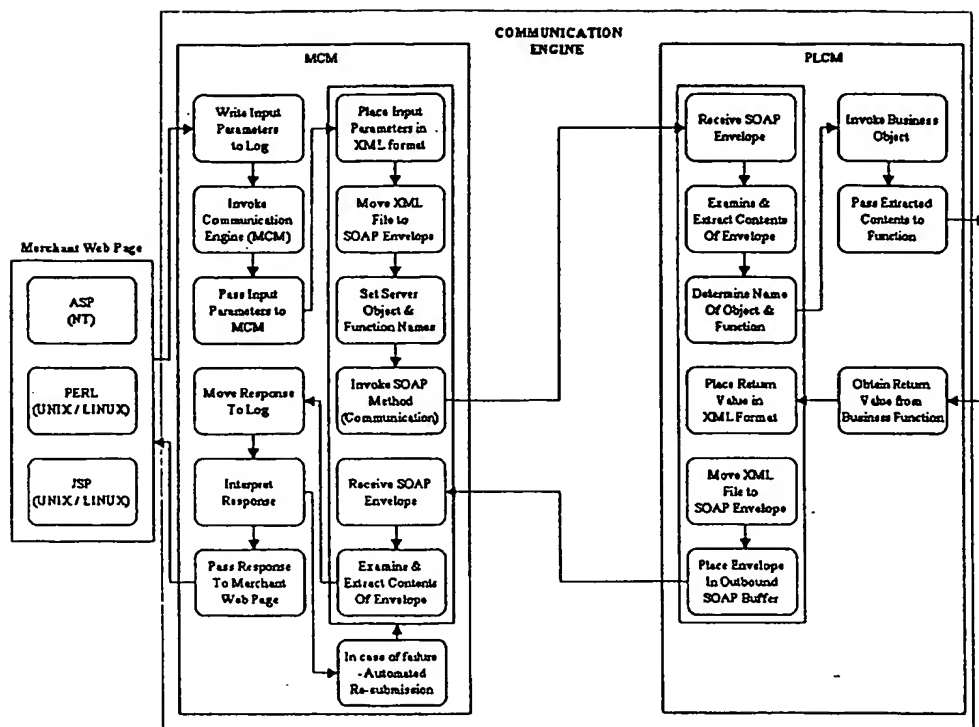 COMMUNICATION
ENGINE
MCM
PLCM
Merchant Web Page
ASP
(NT)
PERL
(UNIX / LINUX)
JSP
(UNIX / LINUX)
Write Input
Parameters
to Log
Invoke
Communication
Engine (MCM)
Pass Input
Parameters to
MCM
Move Response
To Log
Interpret
Response
Pass Response
To Merchant
Web Page
Place Input
Parameters in
XML format
Move XML
File to
SOAP Envelope
Set Server
Object &
Function Names
Invoke SOAP
Method
(Communication)
Receive SOAP
Envelope
Examine &
Extract Contents
Of Envelope
In case of failure
- Automated
Re-submission
Receive SOAP
Envelope
Examines &
Extract Contents
Of Envelope
Determine Name
Of Object &
Function
Place Return
Value in
XML Format
Move XML
File to
SOAP Envelope
Place Envelope
In Outbound
SOAP Buffer
Invoke Business
Object
Pass Extracted
Contents to
Function
Obtain Return
Value from
Business Function